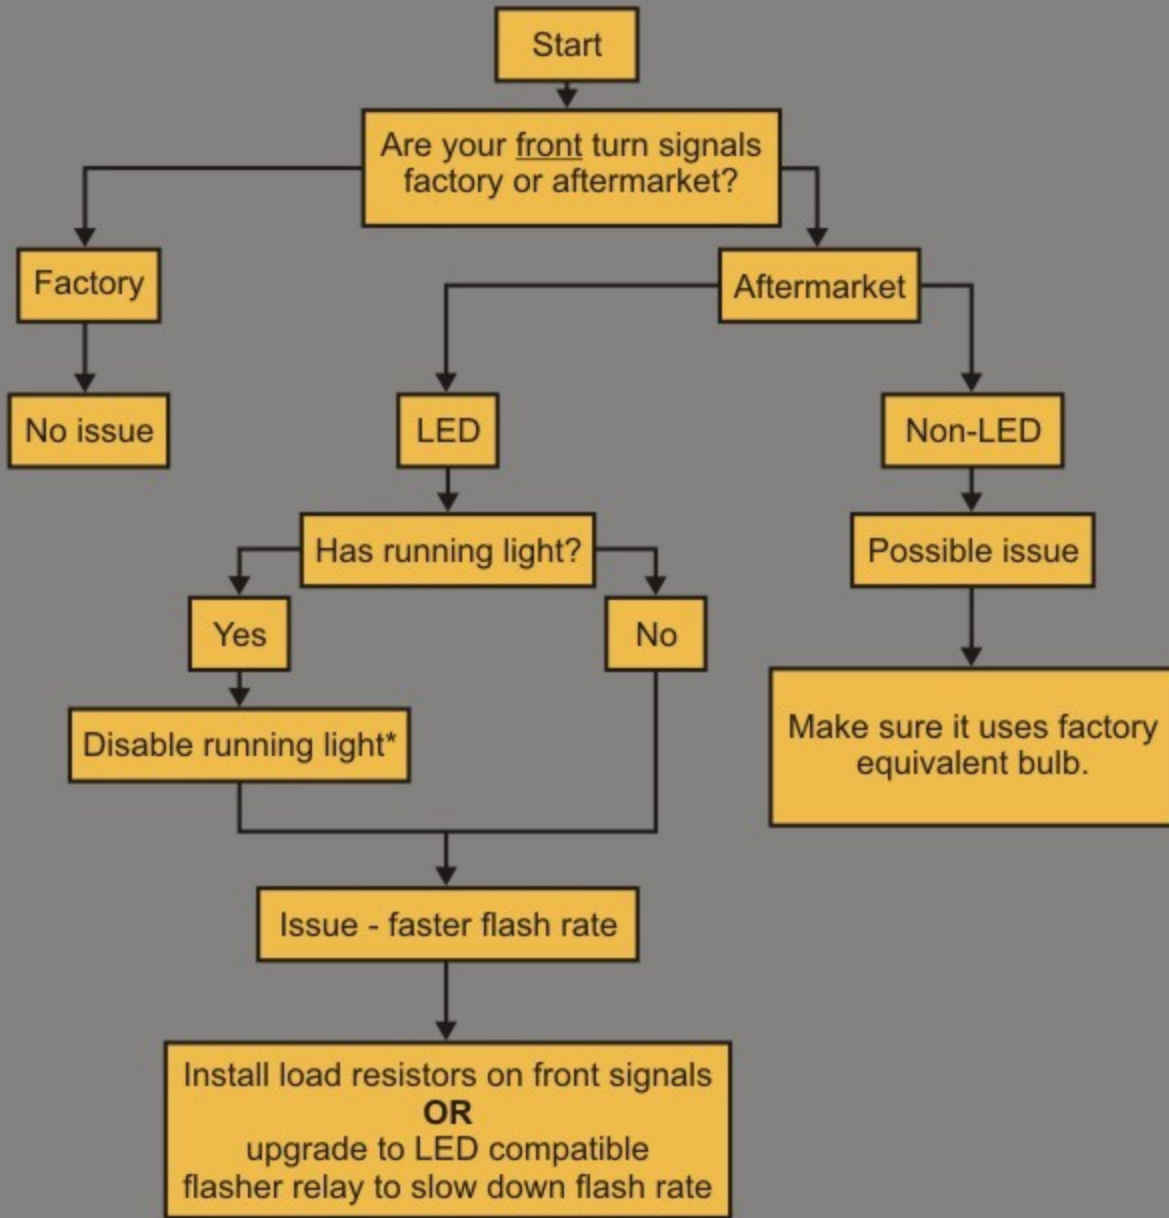 Start
Are your front turn signals
factory or aftermarket?
Factory
Aftermarket
No issue
LED
Non-LED
Has running light?
Possible issue
Yes
No
Make sure it uses factory
equivalent bulb.
Disable running light*
Issue - faster flash rate
Install load resistors on front signals
OR
upgrade to LED compatible
flasher relay to slow down flash rate